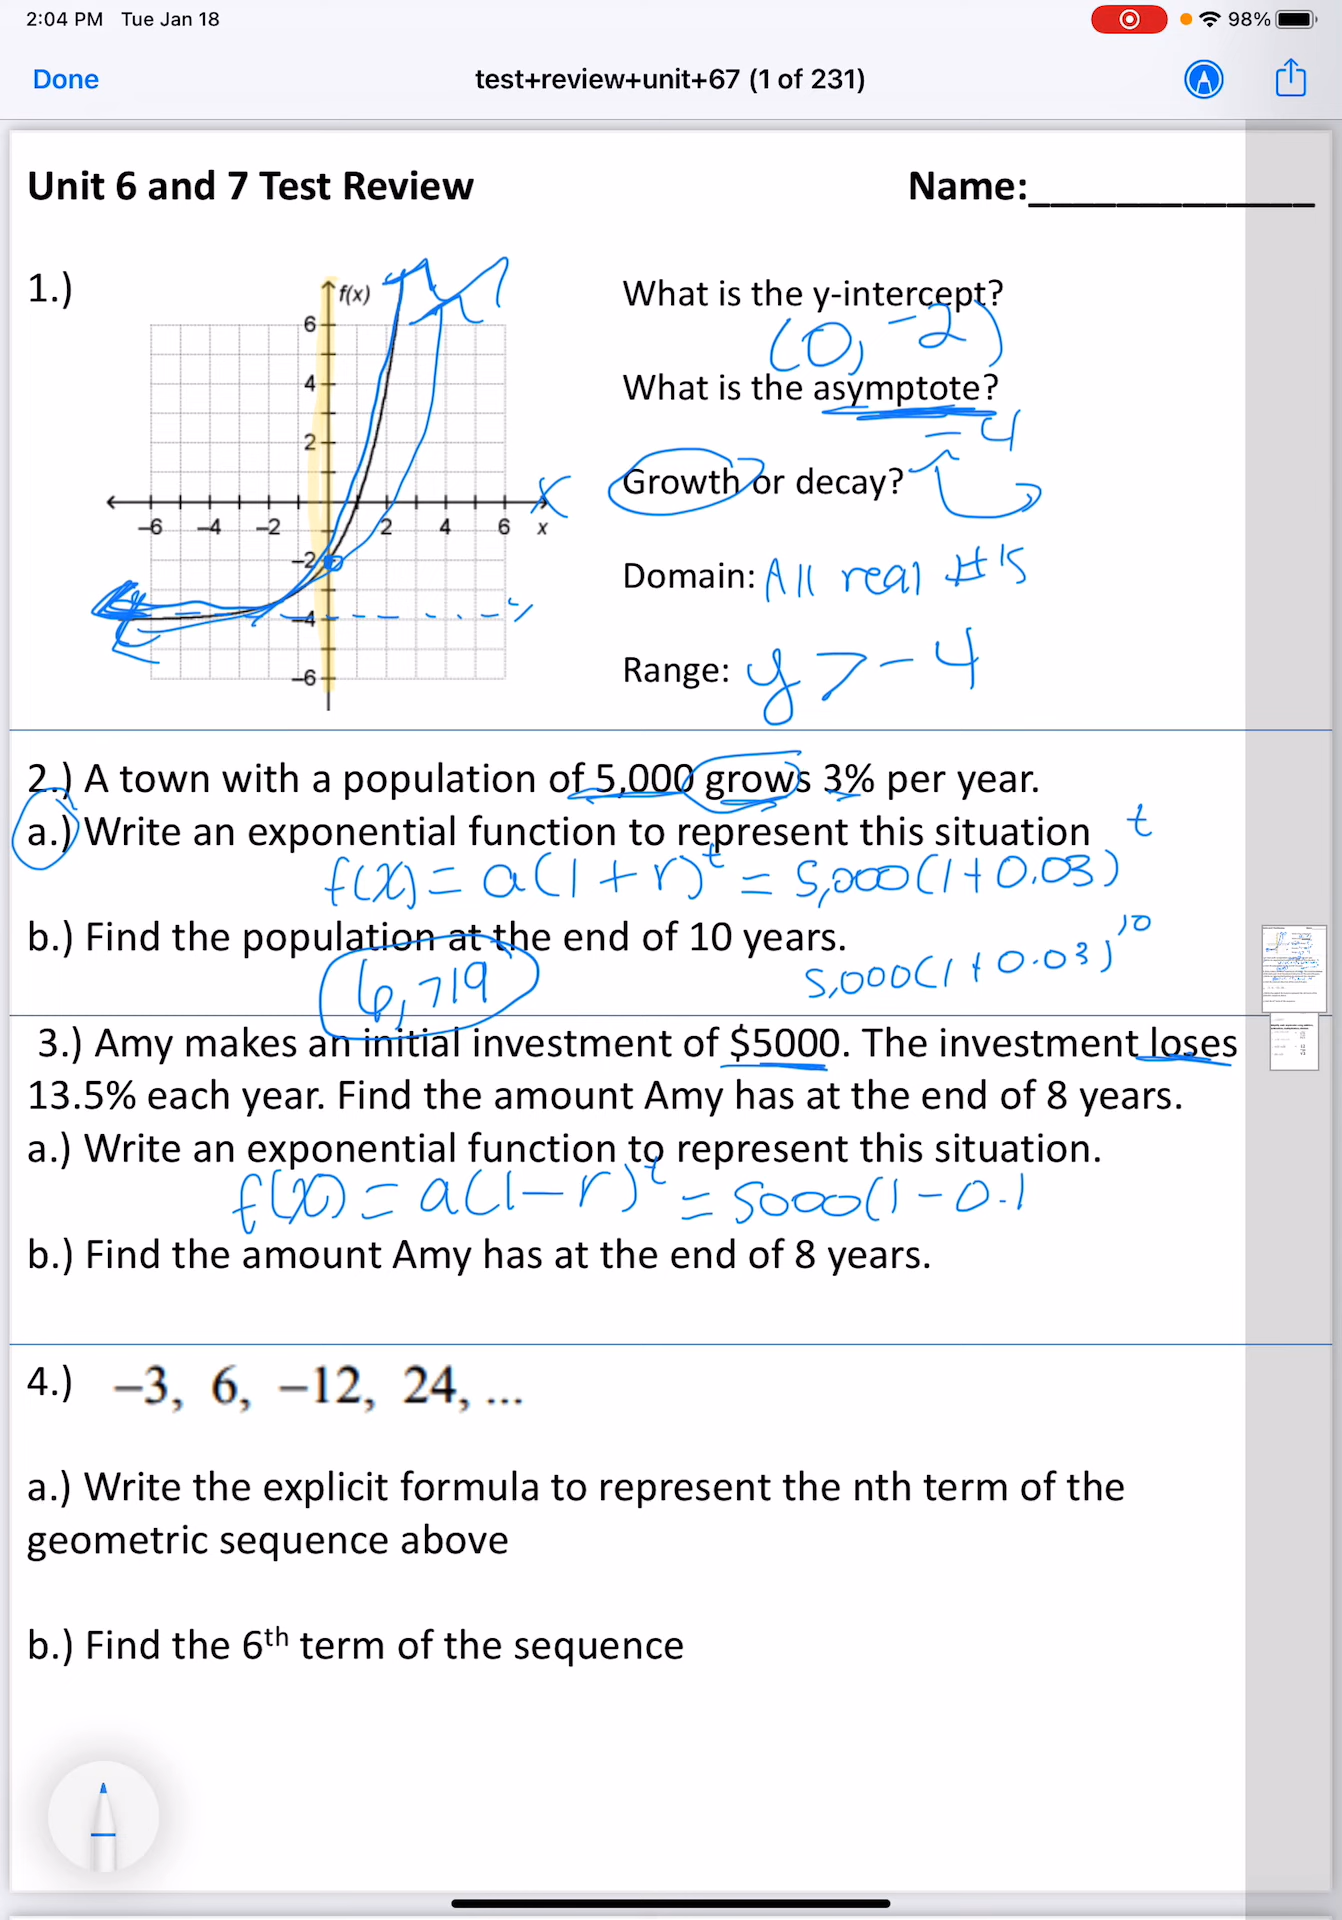 2:04 PM Tue Jan 18 98%
Done test+review+unit+67 (1 of 231)
Unit 6 and 7 Test Review Name:_____________
1.)
f(x)
6
4
2
-6 -4 -2 2 4 6 x
-2
-4
-6
x
What is the y-intercept?
(0, -2)
What is the asymptote?
-4
Growth or decay?
Domain: All real #'s
Range: y > -4
2.) A town with a population of 5,000 grows 3% per year.
a.) Write an exponential function to represent this situation
f(x) = a(1 + r)^t = 5,000(1+0.03)^t
b.) Find the population at the end of 10 years.
6,719 5,000(1+0.03)^10
3.) Amy makes an initial investment of $5000. The investment loses
13.5% each year. Find the amount Amy has at the end of 8 years.
a.) Write an exponential function to represent this situation.
f(x) = a(1-r)^t = 5000(1-0.1
b.) Find the amount Amy has at the end of 8 years.
4.) –3, 6, –12, 24, ...
a.) Write the explicit formula to represent the nth term of the
geometric sequence above
b.) Find the 6th term of the sequence